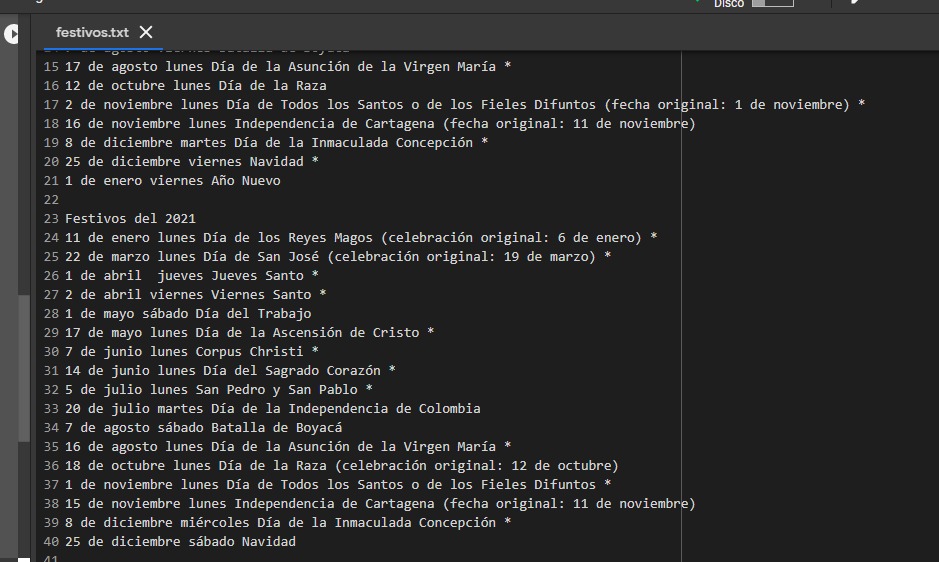 Disco
festivos.txt
15 17 de agosto lunes Día de la Asunción de la Virgen María *
16 12 de octubre lunes Día de la Raza
17 2 de noviembre lunes Día de Todos los Santos o de los Fieles Difuntos (fecha original: 1 de noviembre) *
18 16 de noviembre lunes Independencia de Cartagena (fecha original: 11 de noviembre)
19 8 de diciembre martes Día de la Inmaculada Concepción *
20 25 de diciembre viernes Navidad *
21 1 de enero viernes Año Nuevo
22
23 Festivos del 2021
24 11 de enero lunes Día de los Reyes Magos (celebración original: 6 de enero) *
25 22 de marzo lunes Día de San José (celebración original: 19 de marzo) *
26 1 de abril  jueves Jueves Santo *
27 2 de abril viernes Viernes Santo *
28 1 de mayo sábado Día del Trabajo
29 17 de mayo lunes Día de la Ascensión de Cristo *
30 7 de junio lunes Corpus Christi *
31 14 de junio lunes Día del Sagrado Corazón *
32 5 de julio lunes San Pedro y San Pablo *
33 20 de julio martes Día de la Independencia de Colombia
34 7 de agosto sábado Batalla de Boyacá
35 16 de agosto lunes Día de la Asunción de la Virgen María *
36 18 de octubre lunes Día de la Raza (celebración original: 12 de octubre)
37 1 de noviembre lunes Día de Todos los Santos o de los Fieles Difuntos *
38 15 de noviembre lunes Independencia de Cartagena (fecha original: 11 de noviembre)
39 8 de diciembre miércoles Día de la Inmaculada Concepción *
40 25 de diciembre sábado Navidad
41